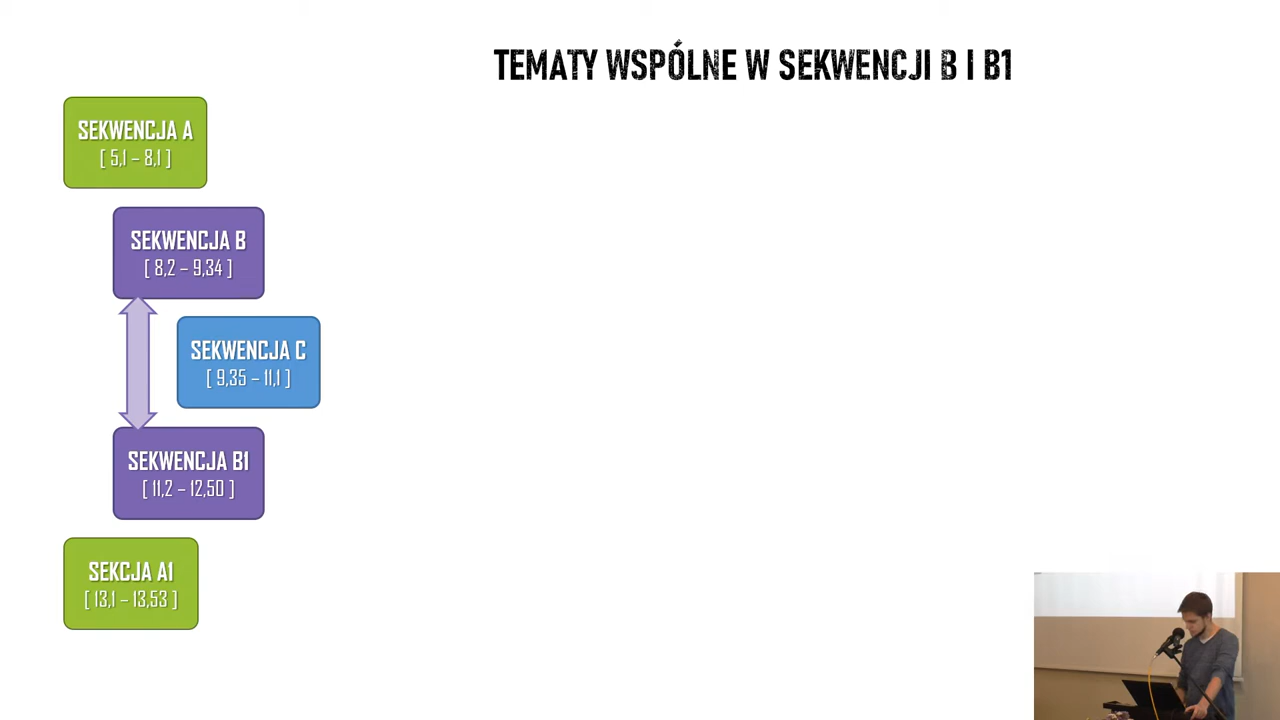 TEMATY WSPÓLNE W SEKWENCJI B I B1
SEKWENCJA A
[ 5,1 – 8,1 ]
SEKWENCJA B
[ 8,2 – 9,34 ]
SEKWENCJA C
[ 9,35 – 11,1 ]
SEKWENCJA B1
[ 11,2 – 12,50 ]
SEKCJA A1
[ 13,1 – 13,53 ]